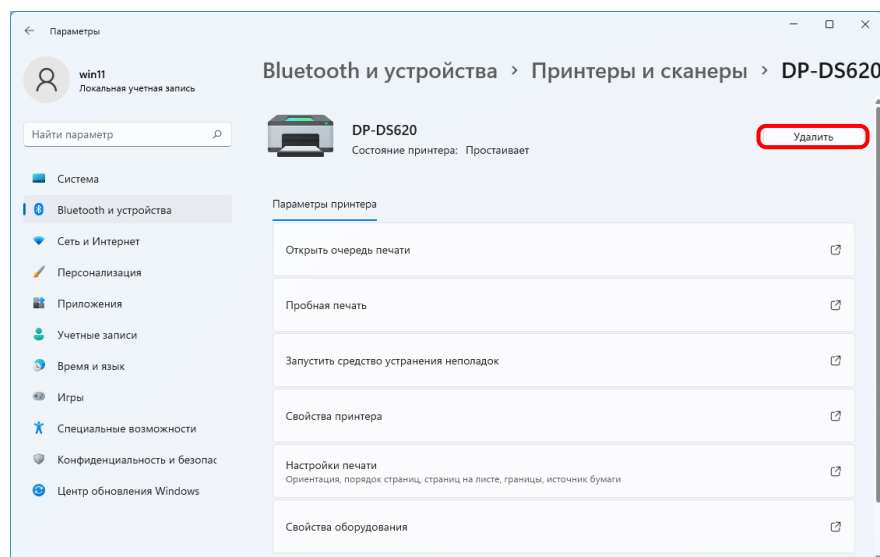 Параметры
win11
Локальная учетная запись
Найти параметр
Система
Bluetooth и устройства
Сеть и Интернет
Персонализация
Приложения
Учетные записи
Время и язык
Игры
Специальные возможности
Конфиденциальность и безопас
Центр обновления Windows
Bluetooth и устройства > Принтеры и сканеры > DP-DS620
DP-DS620
Состояние принтера: Простаивает
Удалить
Параметры принтера
Открыть очередь печати
Пробная печать
Запустить средство устранения неполадок
Свойства принтера
Настройки печати
Ориентация, порядок страниц, страниц на листе, границы, источник бумаги
Свойства оборудования